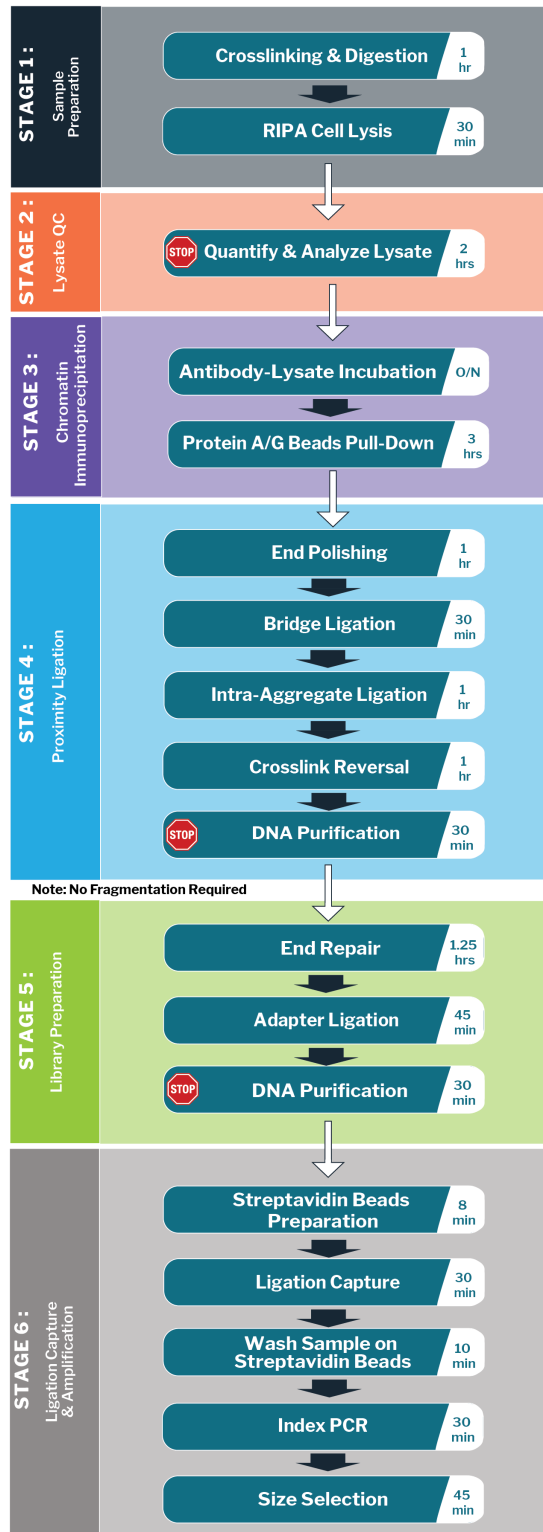 STAGE 1 :
Sample
Preparation
Crosslinking & Digestion
1
hr
RIPA Cell Lysis
30
min
STAGE 2 :
Lysate QC
STOP
Quantify & Analyze Lysate
2
hrs
STAGE 3 :
Chromatin
Immunoprecipitation
Antibody-Lysate Incubation
O/N
Protein A/G Beads Pull-Down
3
hrs
STAGE 4 :
Proximity Ligation
End Polishing
1
hr
Bridge Ligation
30
min
Intra-Aggregate Ligation
1
hr
Crosslink Reversal
1
hr
STOP
DNA Purification
30
min
Note: No Fragmentation Required
STAGE 5 :
Library Preparation
End Repair
1.25
hrs
Adapter Ligation
45
min
STOP
DNA Purification
30
min
STAGE 6 :
Ligation Capture
& Amplification
Streptavidin Beads
Preparation
8
min
Ligation Capture
30
min
Wash Sample on
Streptavidin Beads
10
min
Index PCR
30
min
Size Selection
45
min